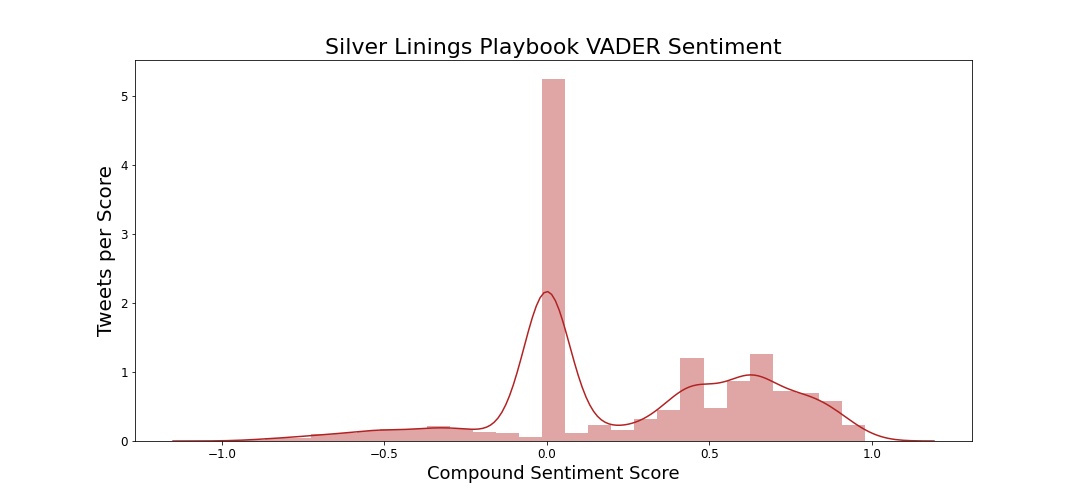 Silver Linings Playbook VADER Sentiment
Tweets per Score
5
4
3
2
1
0
−1.0 −0.5 0.0 0.5 1.0
Compound Sentiment Score